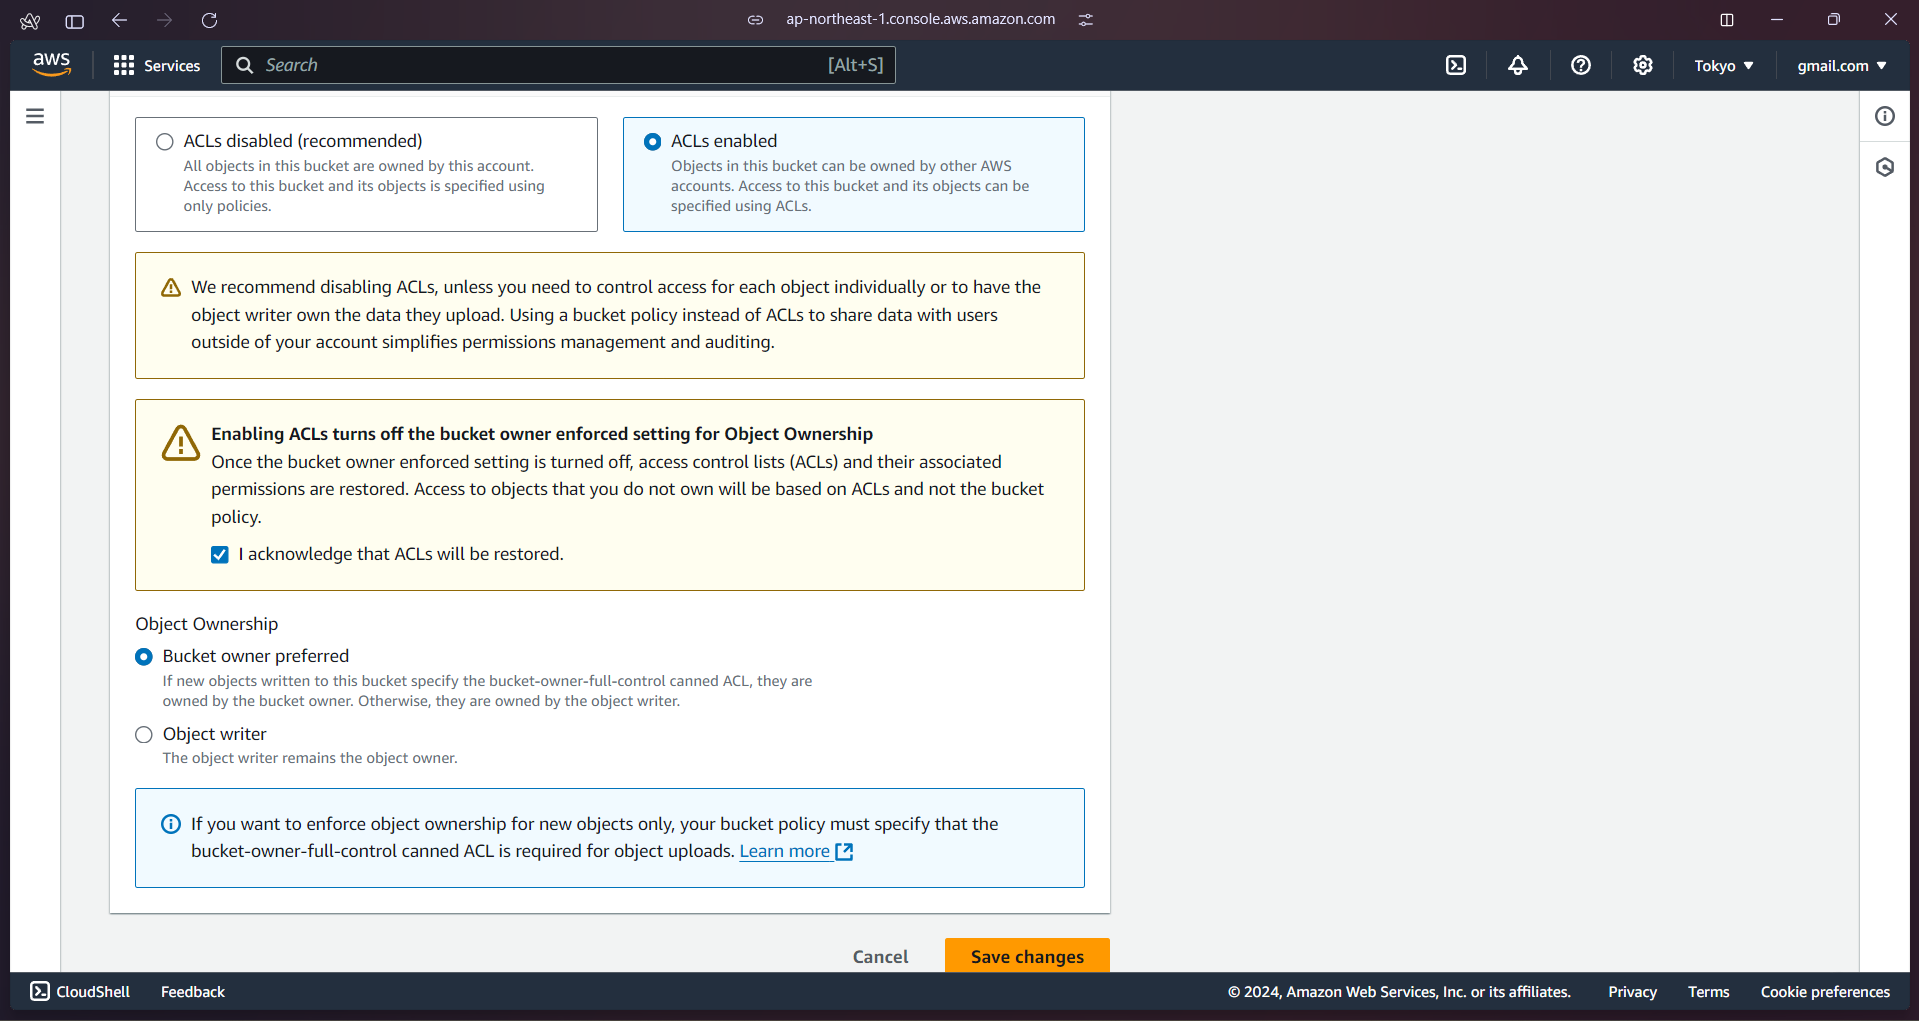 ap-northeast-1.console.aws.amazon.com
aws
Services
Search
[Alt+S]
Tokyo
gmail.com
ACLs disabled (recommended)
All objects in this bucket are owned by this account.
Access to this bucket and its objects is specified using
only policies.
ACLs enabled
Objects in this bucket can be owned by other AWS
accounts. Access to this bucket and its objects can be
specified using ACLs.
We recommend disabling ACLs, unless you need to control access for each object individually or to have the
object writer own the data they upload. Using a bucket policy instead of ACLs to share data with users
outside of your account simplifies permissions management and auditing.
Enabling ACLs turns off the bucket owner enforced setting for Object Ownership
Once the bucket owner enforced setting is turned off, access control lists (ACLs) and their associated
permissions are restored. Access to objects that you do not own will be based on ACLs and not the bucket
policy.
I acknowledge that ACLs will be restored.
Object Ownership
Bucket owner preferred
If new objects written to this bucket specify the bucket-owner-full-control canned ACL, they are
owned by the bucket owner. Otherwise, they are owned by the object writer.
Object writer
The object writer remains the object owner.
If you want to enforce object ownership for new objects only, your bucket policy must specify that the
bucket-owner-full-control canned ACL is required for object uploads. Learn more
Cancel
Save changes
CloudShell
Feedback
© 2024, Amazon Web Services, Inc. or its affiliates.
Privacy
Terms
Cookie preferences